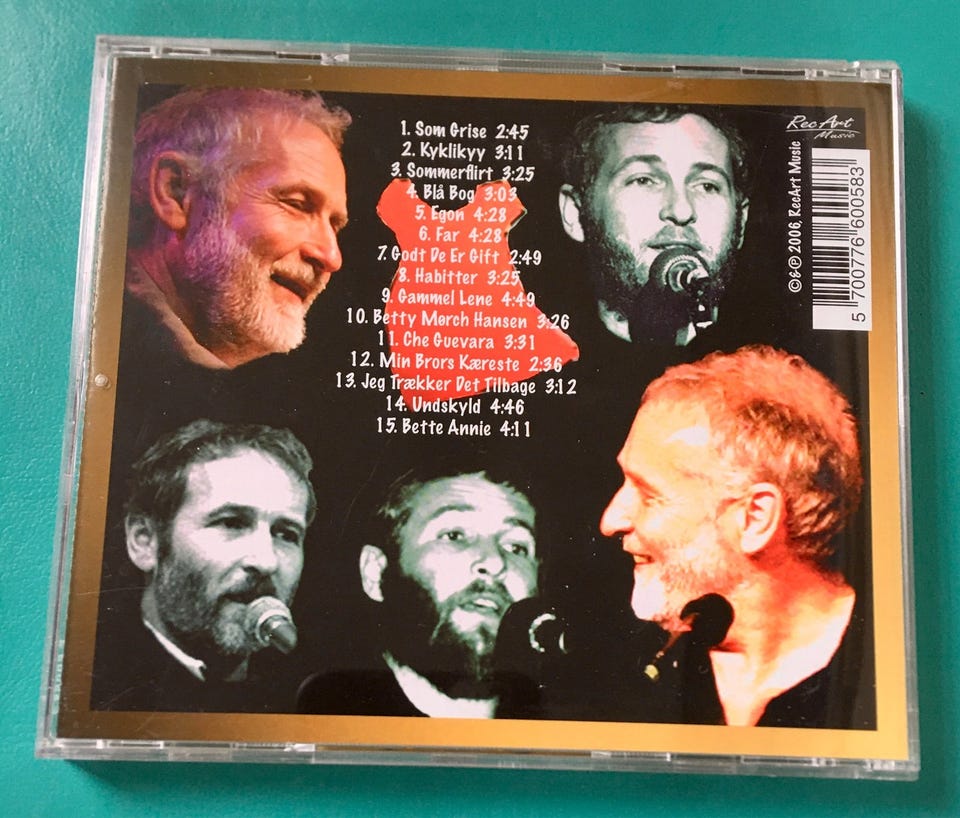 1. Som Grise 2:45
2. Kyklikyy 3:11
3. Sommerflirt 3:25
4. Blå Bog 3:03
5. Egon 4:28
6. Far 4:28
7. Godt De Er Gift 2:49
8. Habitter 3:25
9. Gammel Lene 4:49
10. Betty Mørch Hansen 3:26
11. Che Guevara 3:31
12. Min Brors Kæreste 2:36
13. Jeg Trækker Det Tilbage 3:12
14. Undskyld 4:46
15. Bette Annie 4:11
RecArt
Music
©&℗ 2006, RecArt Music
5 700776 600583